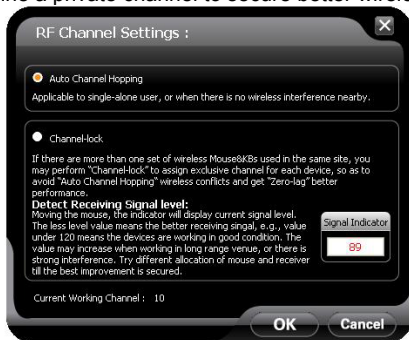 a private channel to secure better
RF Channel Settings :
Auto Channel Hopping
Applicable to single-alone user, or when there is no wireless interference nearby.
Channel-lock
If there are more than one set of wireless Mouse&KBs used in the same site, you
may perform "Channel-lock" to assign exclusive channel for each device, so as to
avoid "Auto Channel Hopping" wireless conflicts and get "Zero-lag" better
performance.
Detect Receiving Signal level:
Moving the mouse, the indicator will display current signal level.
The less level value means the better receiving singal, e.g., value
under 120 means the devices are working in good condition. The
value may increase when working in long range venue, or there is
strong interference. Try different allocation of mouse and receiver
till the best improvement is secured.
Signal Indicator
89
Current Working Channel : 10
OK
Cancel